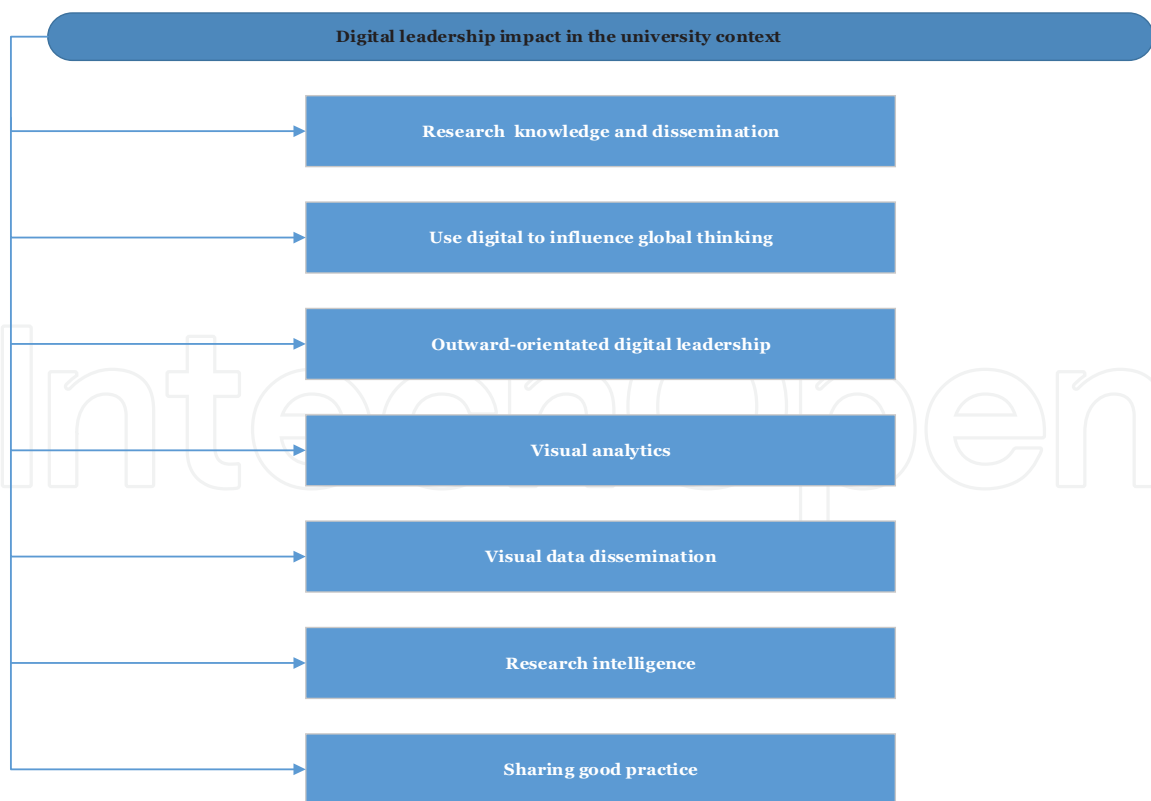 Digital leadership impact in the university context
Research knowledge and dissemination
Use digital to influence global thinking
Outward-orientated digital leadership
IntechOpen
Visual analytics
Visual data dissemination
Research intelligence
Sharing good practice